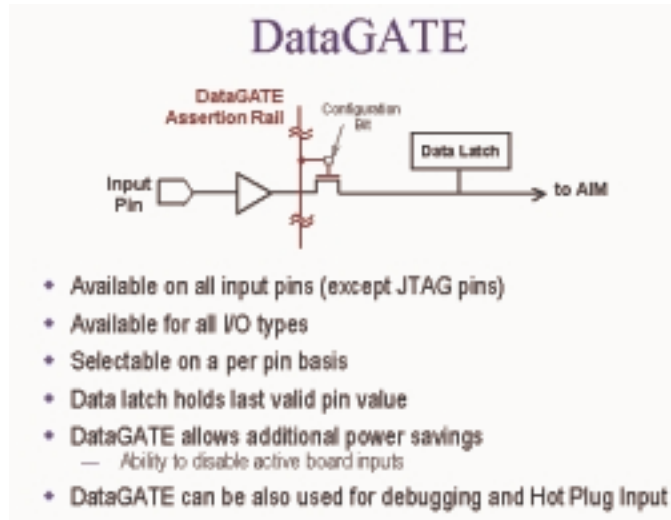 DataGATE
DataGATE
Assertion Rail
Configuration
Bit
Data Latch
Input
Pin
to AIM
Available on all input pins (except JTAG pins)
Available for all I/O types
Selectable on a per pin basis
Data latch holds last valid pin value
DataGATE allows additional power savings
— Ability to disable active board inputs
DataGATE can be also used for debugging and Hot Plug Input